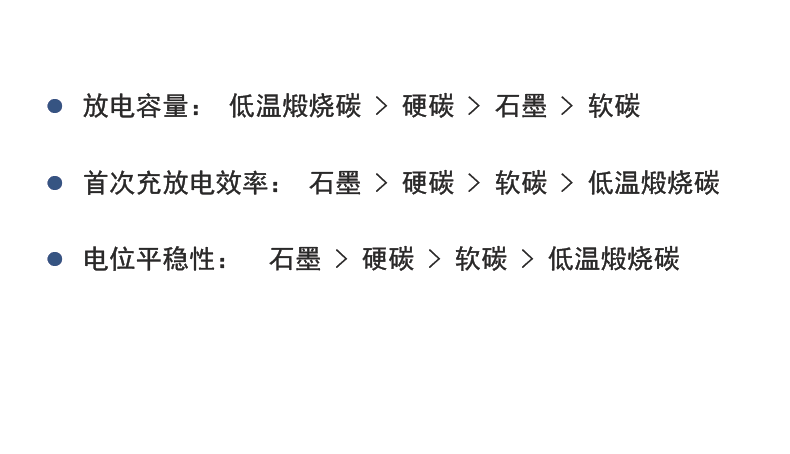 ● 放电容量： 低温煅烧碳 > 硬碳 > 石墨 > 软碳
● 首次充放电效率： 石墨 > 硬碳 > 软碳 > 低温煅烧碳
● 电位平稳性： 石墨 > 硬碳 > 软碳 > 低温煅烧碳